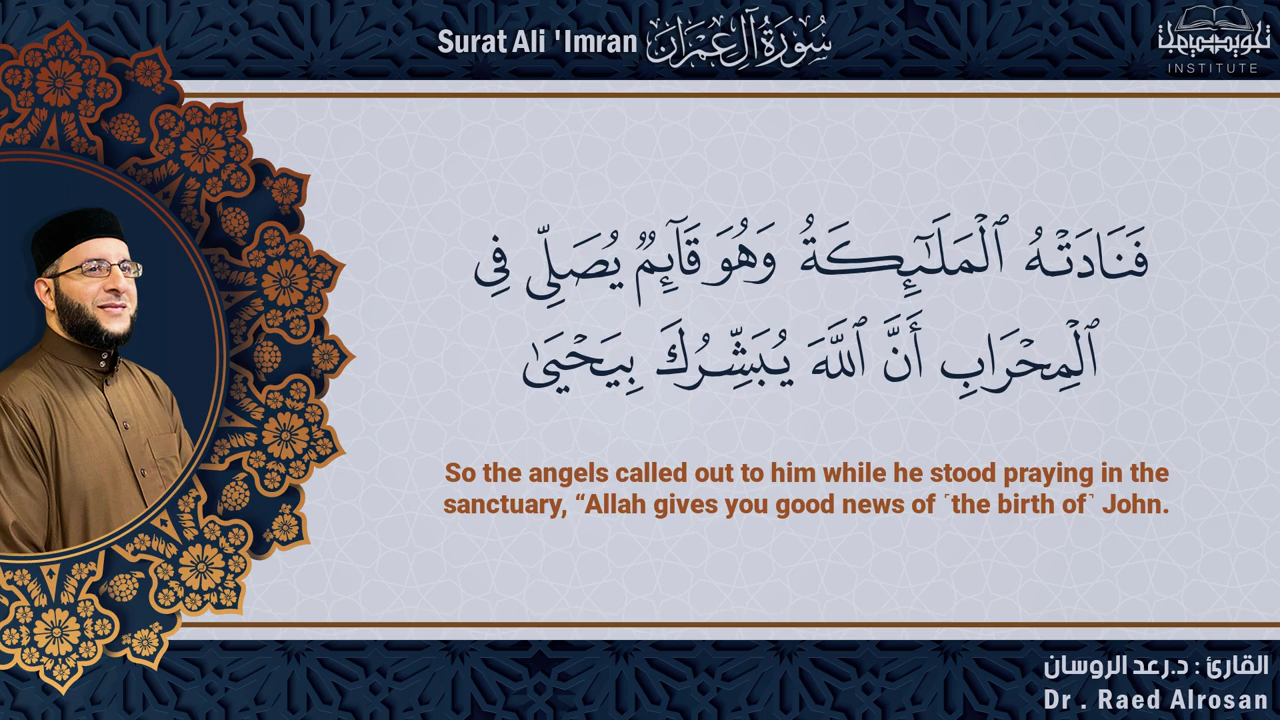 Surat Ali 'Imran سُورَةُ آلِ عِمْرَان
INSTITUTE
فَنَادَتْهُ ٱلْمَلَـٰٓئِكَةُ وَهُوَ قَآئِمٌۭ يُصَلِّى فِى
ٱلْمِحْرَابِ أَنَّ ٱللَّهَ يُبَشِّرُكَ بِيَحْيَىٰ
So the angels called out to him while he stood praying in the
sanctuary, “Allah gives you good news of ˹the birth of˺ John.
القارئ : د.رعد الروسان
Dr . Raed Alrosan